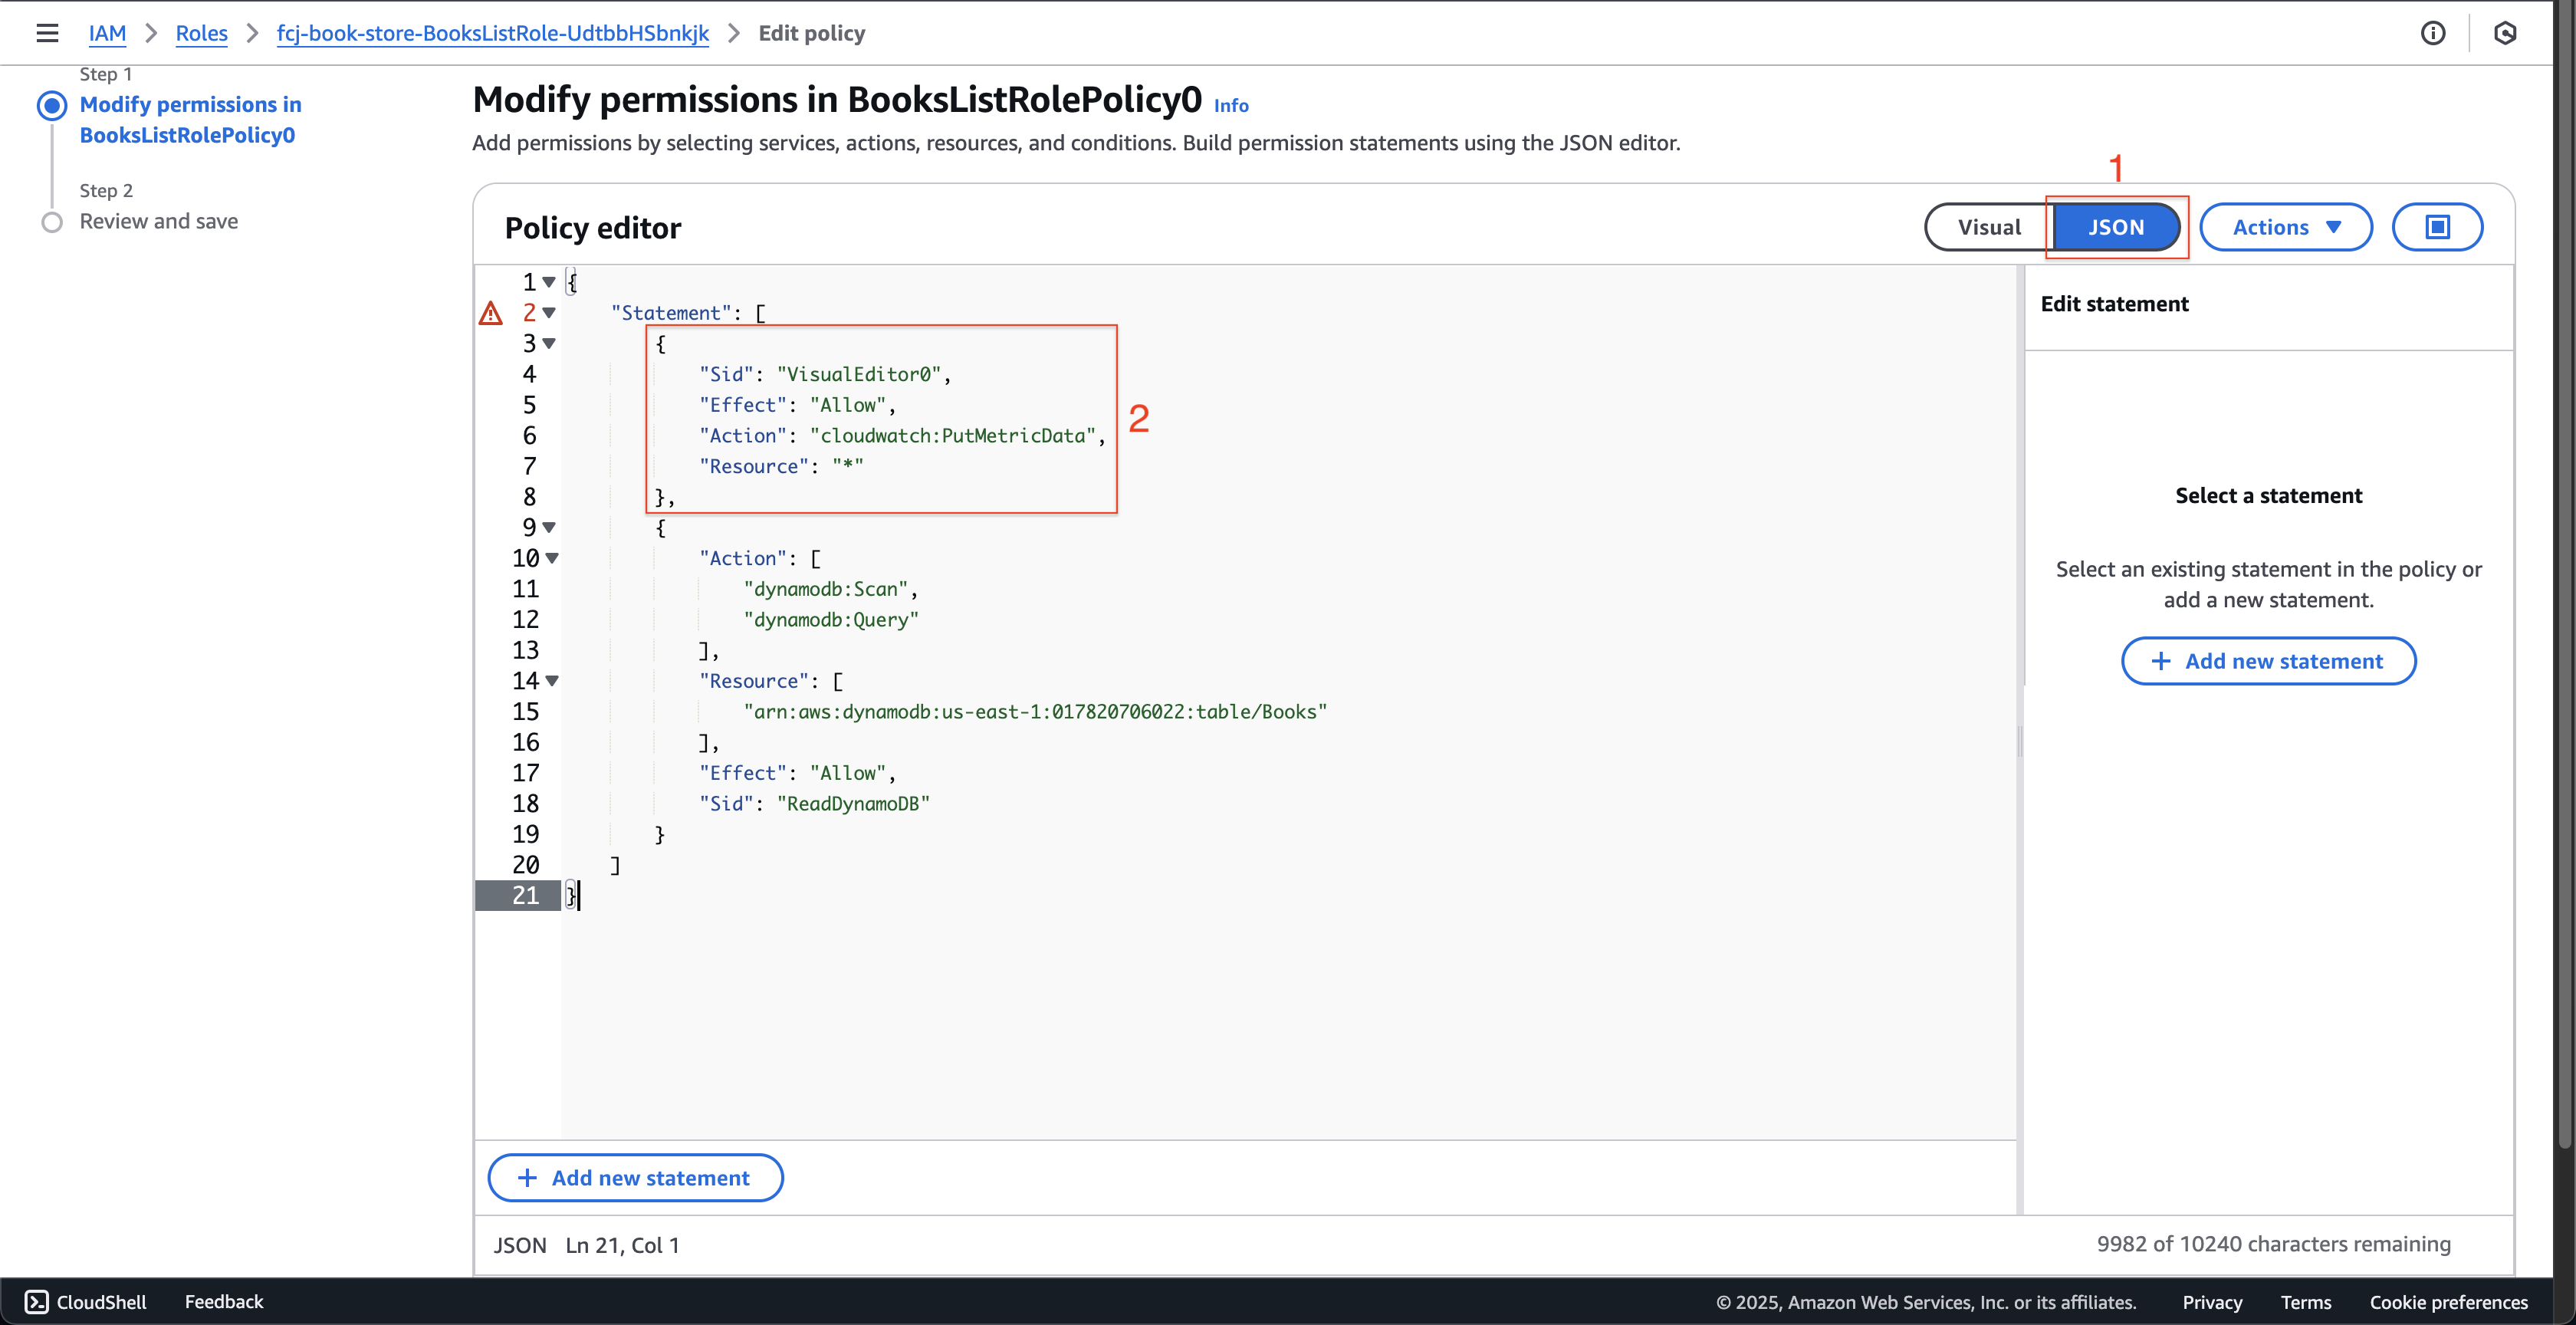 IAM > Roles > fcj-book-store-BooksListRole-UdtbbHSbnkjk > Edit policy
Step 1
Modify permissions in
BooksListRolePolicy0
Step 2
Review and save
Modify permissions in BooksListRolePolicy0 Info
Add permissions by selecting services, actions, resources, and conditions. Build permission statements using the JSON editor.
1
Policy editor
Visual JSON Actions
1 {
2 "Statement": [
3 {
4 "Sid": "VisualEditor0",
5 "Effect": "Allow",
6 "Action": "cloudwatch:PutMetricData",
7 "Resource": "*"
8 },
2
9 {
10 "Action": [
11 "dynamodb:Scan",
12 "dynamodb:Query"
13 ],
14 "Resource": [
15 "arn:aws:dynamodb:us-east-1:017820706022:table/Books"
16 ],
17 "Effect": "Allow",
18 "Sid": "ReadDynamoDB"
19 }
20 ]
21 }
Edit statement
Select a statement
Select an existing statement in the policy or
add a new statement.
+ Add new statement
+ Add new statement
JSON Ln 21, Col 1
9982 of 10240 characters remaining
CloudShell Feedback
© 2025, Amazon Web Services, Inc. or its affiliates. Privacy Terms Cookie preferences